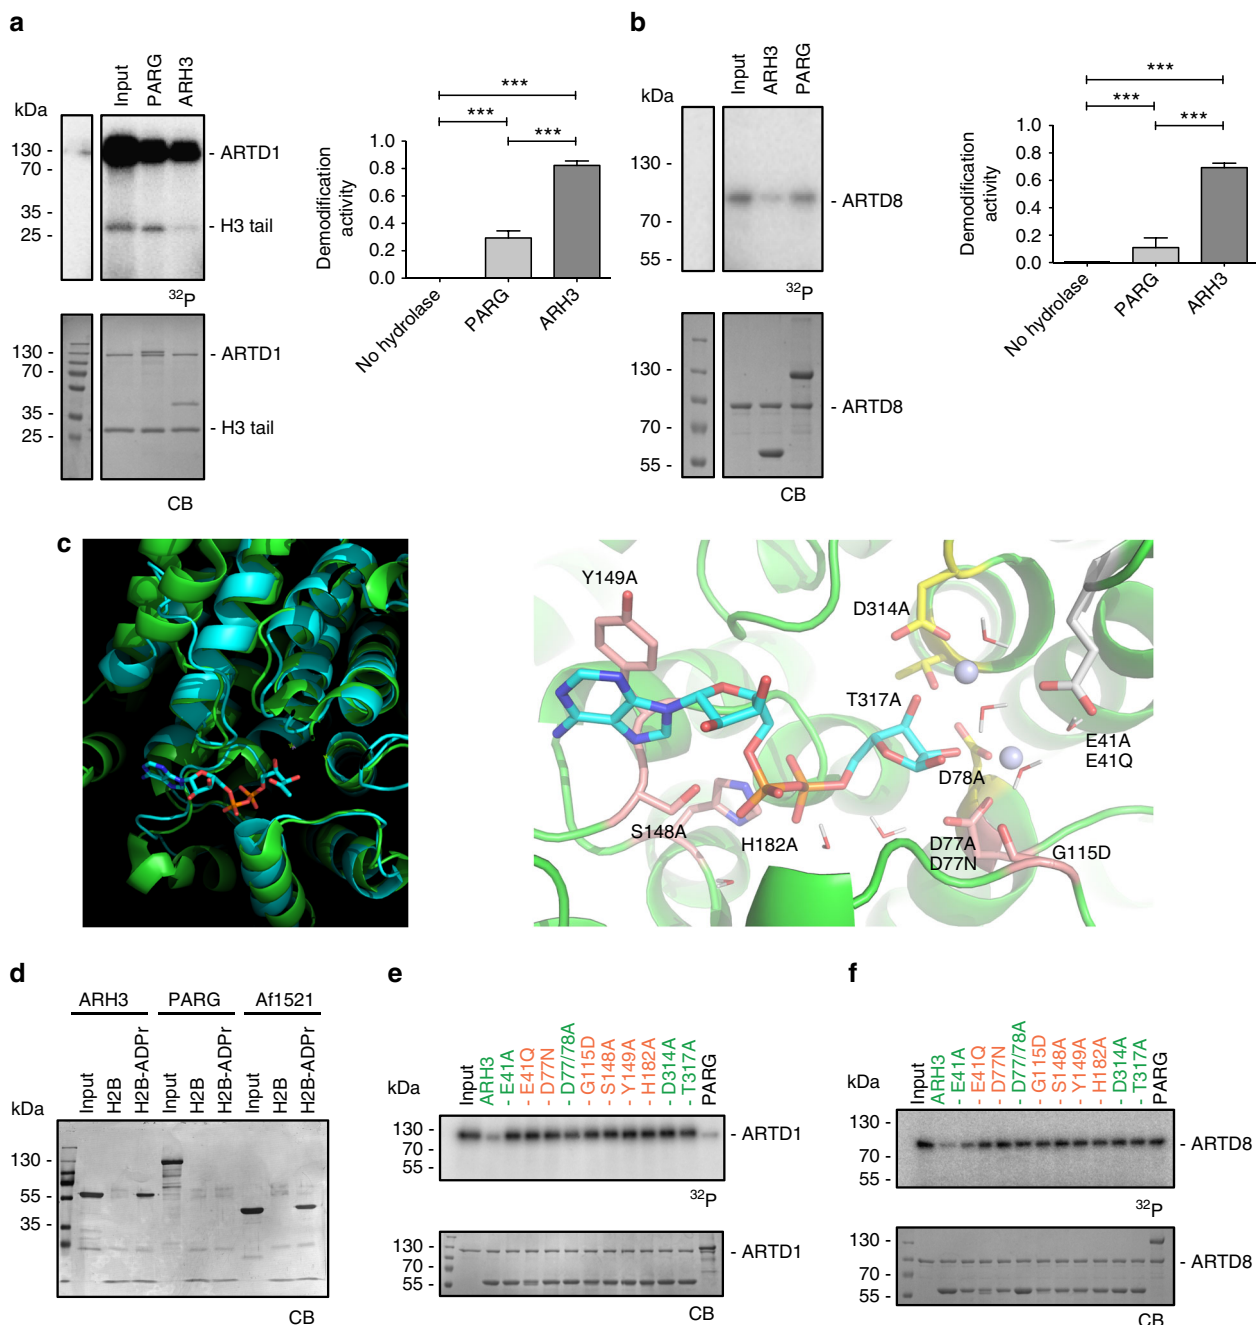 a
kDa
Input
PARG
ARH3
130 -
70 -
35 -
25 -
- ARTD1
- H3 tail
32P
130 -
70 -
35 -
25 -
- ARTD1
- H3 tail
CB
Demodification
activity
1.0
0.8
0.6
0.4
0.2
0.0
***
***
***
No hydrolase
PARG
ARH3
b
kDa
Input
ARH3
PARG
130 -
70 -
55 -
- ARTD8
32P
130 -
70 -
55 -
- ARTD8
CB
Demodification
activity
1.0
0.8
0.6
0.4
0.2
0.0
***
***
***
No hydrolase
PARG
ARH3
c
Y149A
D314A
T317A
E41A
E41Q
D78A
S148A
H182A
D77A
D77N
G115D
d
ARH3
PARG
Af1521
kDa
Input
H2B
H2B-ADPr
Input
H2B
H2B-ADPr
Input
H2B
H2B-ADPr
130 -
55 -
35 -
CB
e
kDa
Input
ARH3
- E41A
- E41Q
- D77N
- D77/78A
- G115D
- S148A
- Y149A
- H182A
- D314A
- T317A
PARG
130 -
70 -
55 -
- ARTD1
32P
130 -
70 -
55 -
- ARTD1
CB
f
kDa
Input
ARH3
- E41A
- E41Q
- D77N
- D77/78A
- G115D
- S148A
- Y149A
- H182A
- D314A
- T317A
PARG
130 -
70 -
55 -
- ARTD8
32P
130 -
70 -
55 -
- ARTD8
CB